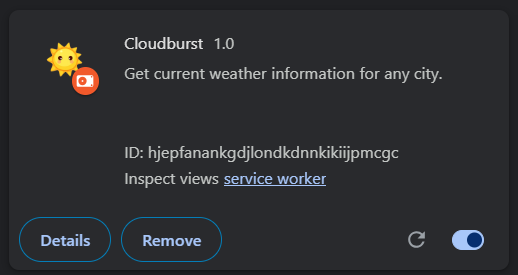 Cloudburst 1.0
Get current weather information for any city.
ID: hjepfanankgdjlondkdnnkikiijpmcgc
Inspect views service worker
Details Remove